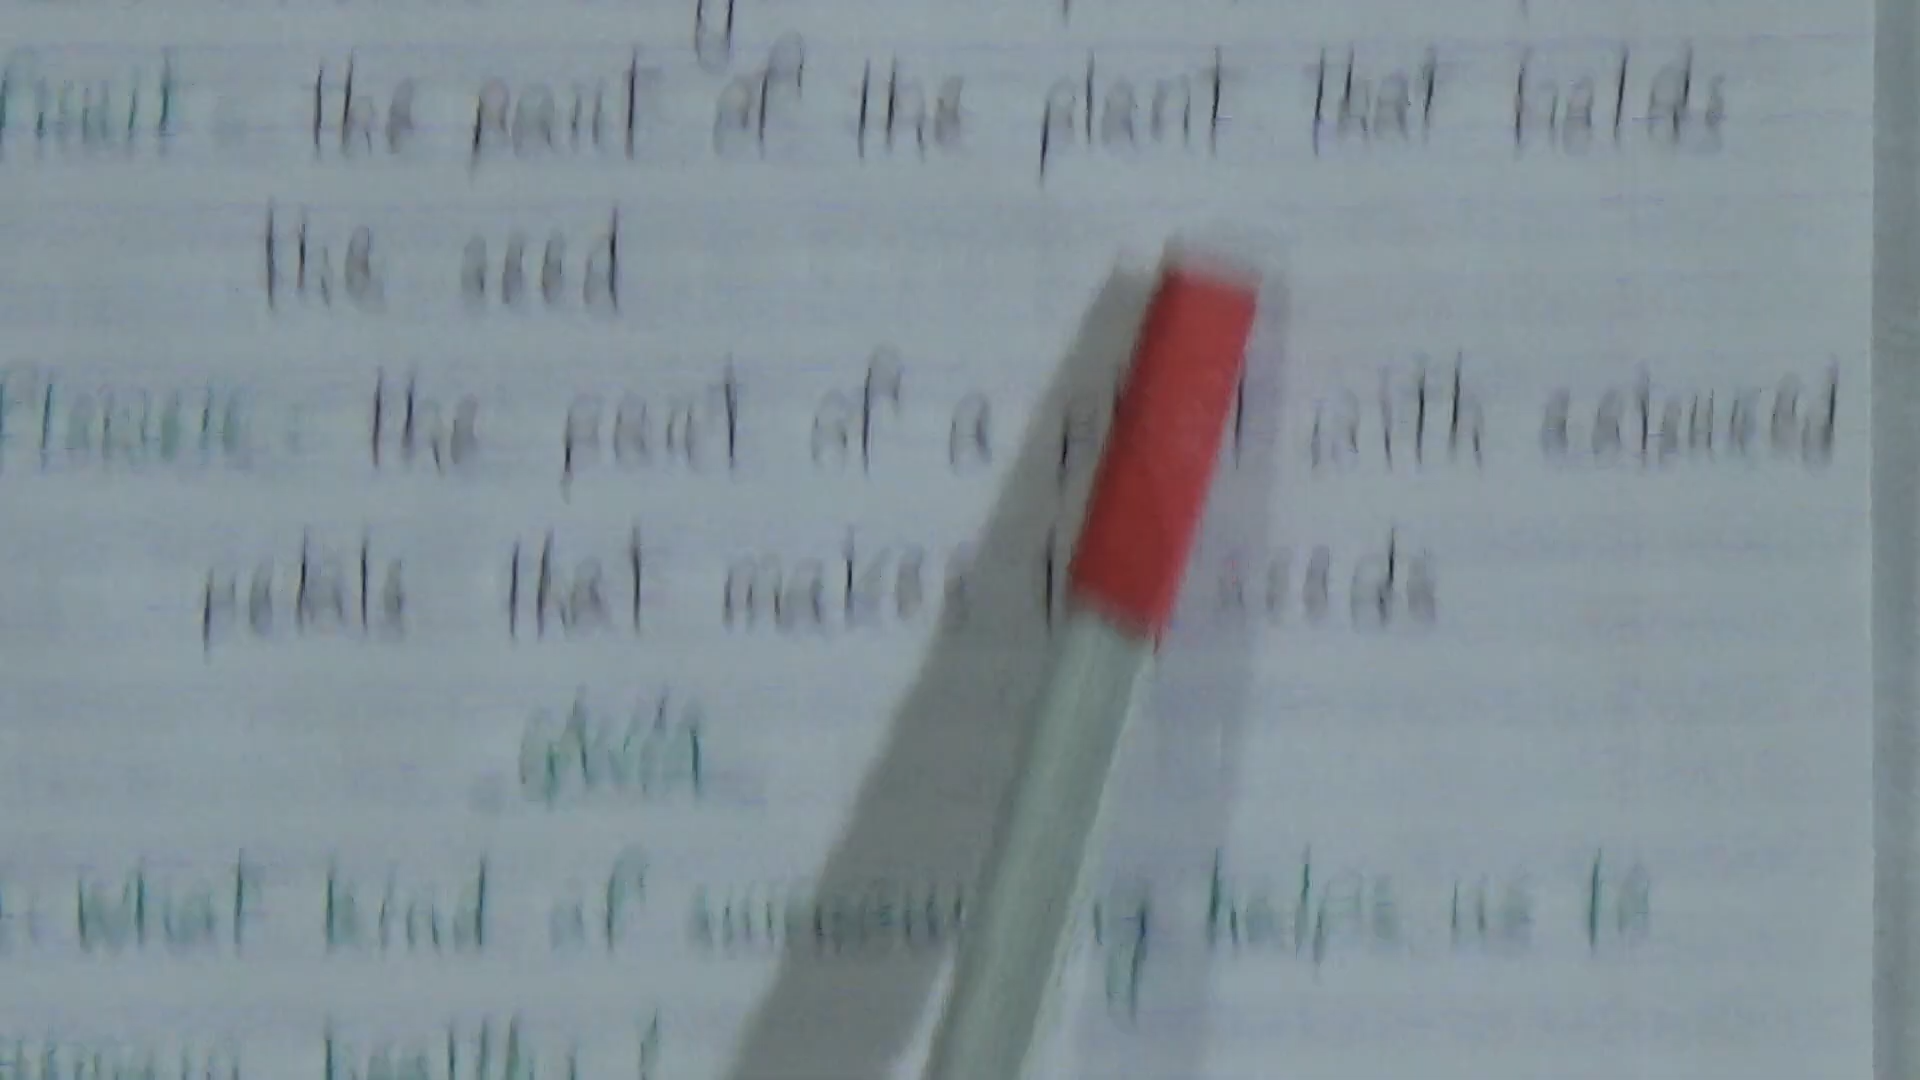 fruit = the part of the plant that holds
the seed
flower = the part of a with coloured
petals that makes seeds
what kind of helps us to
healthy ?